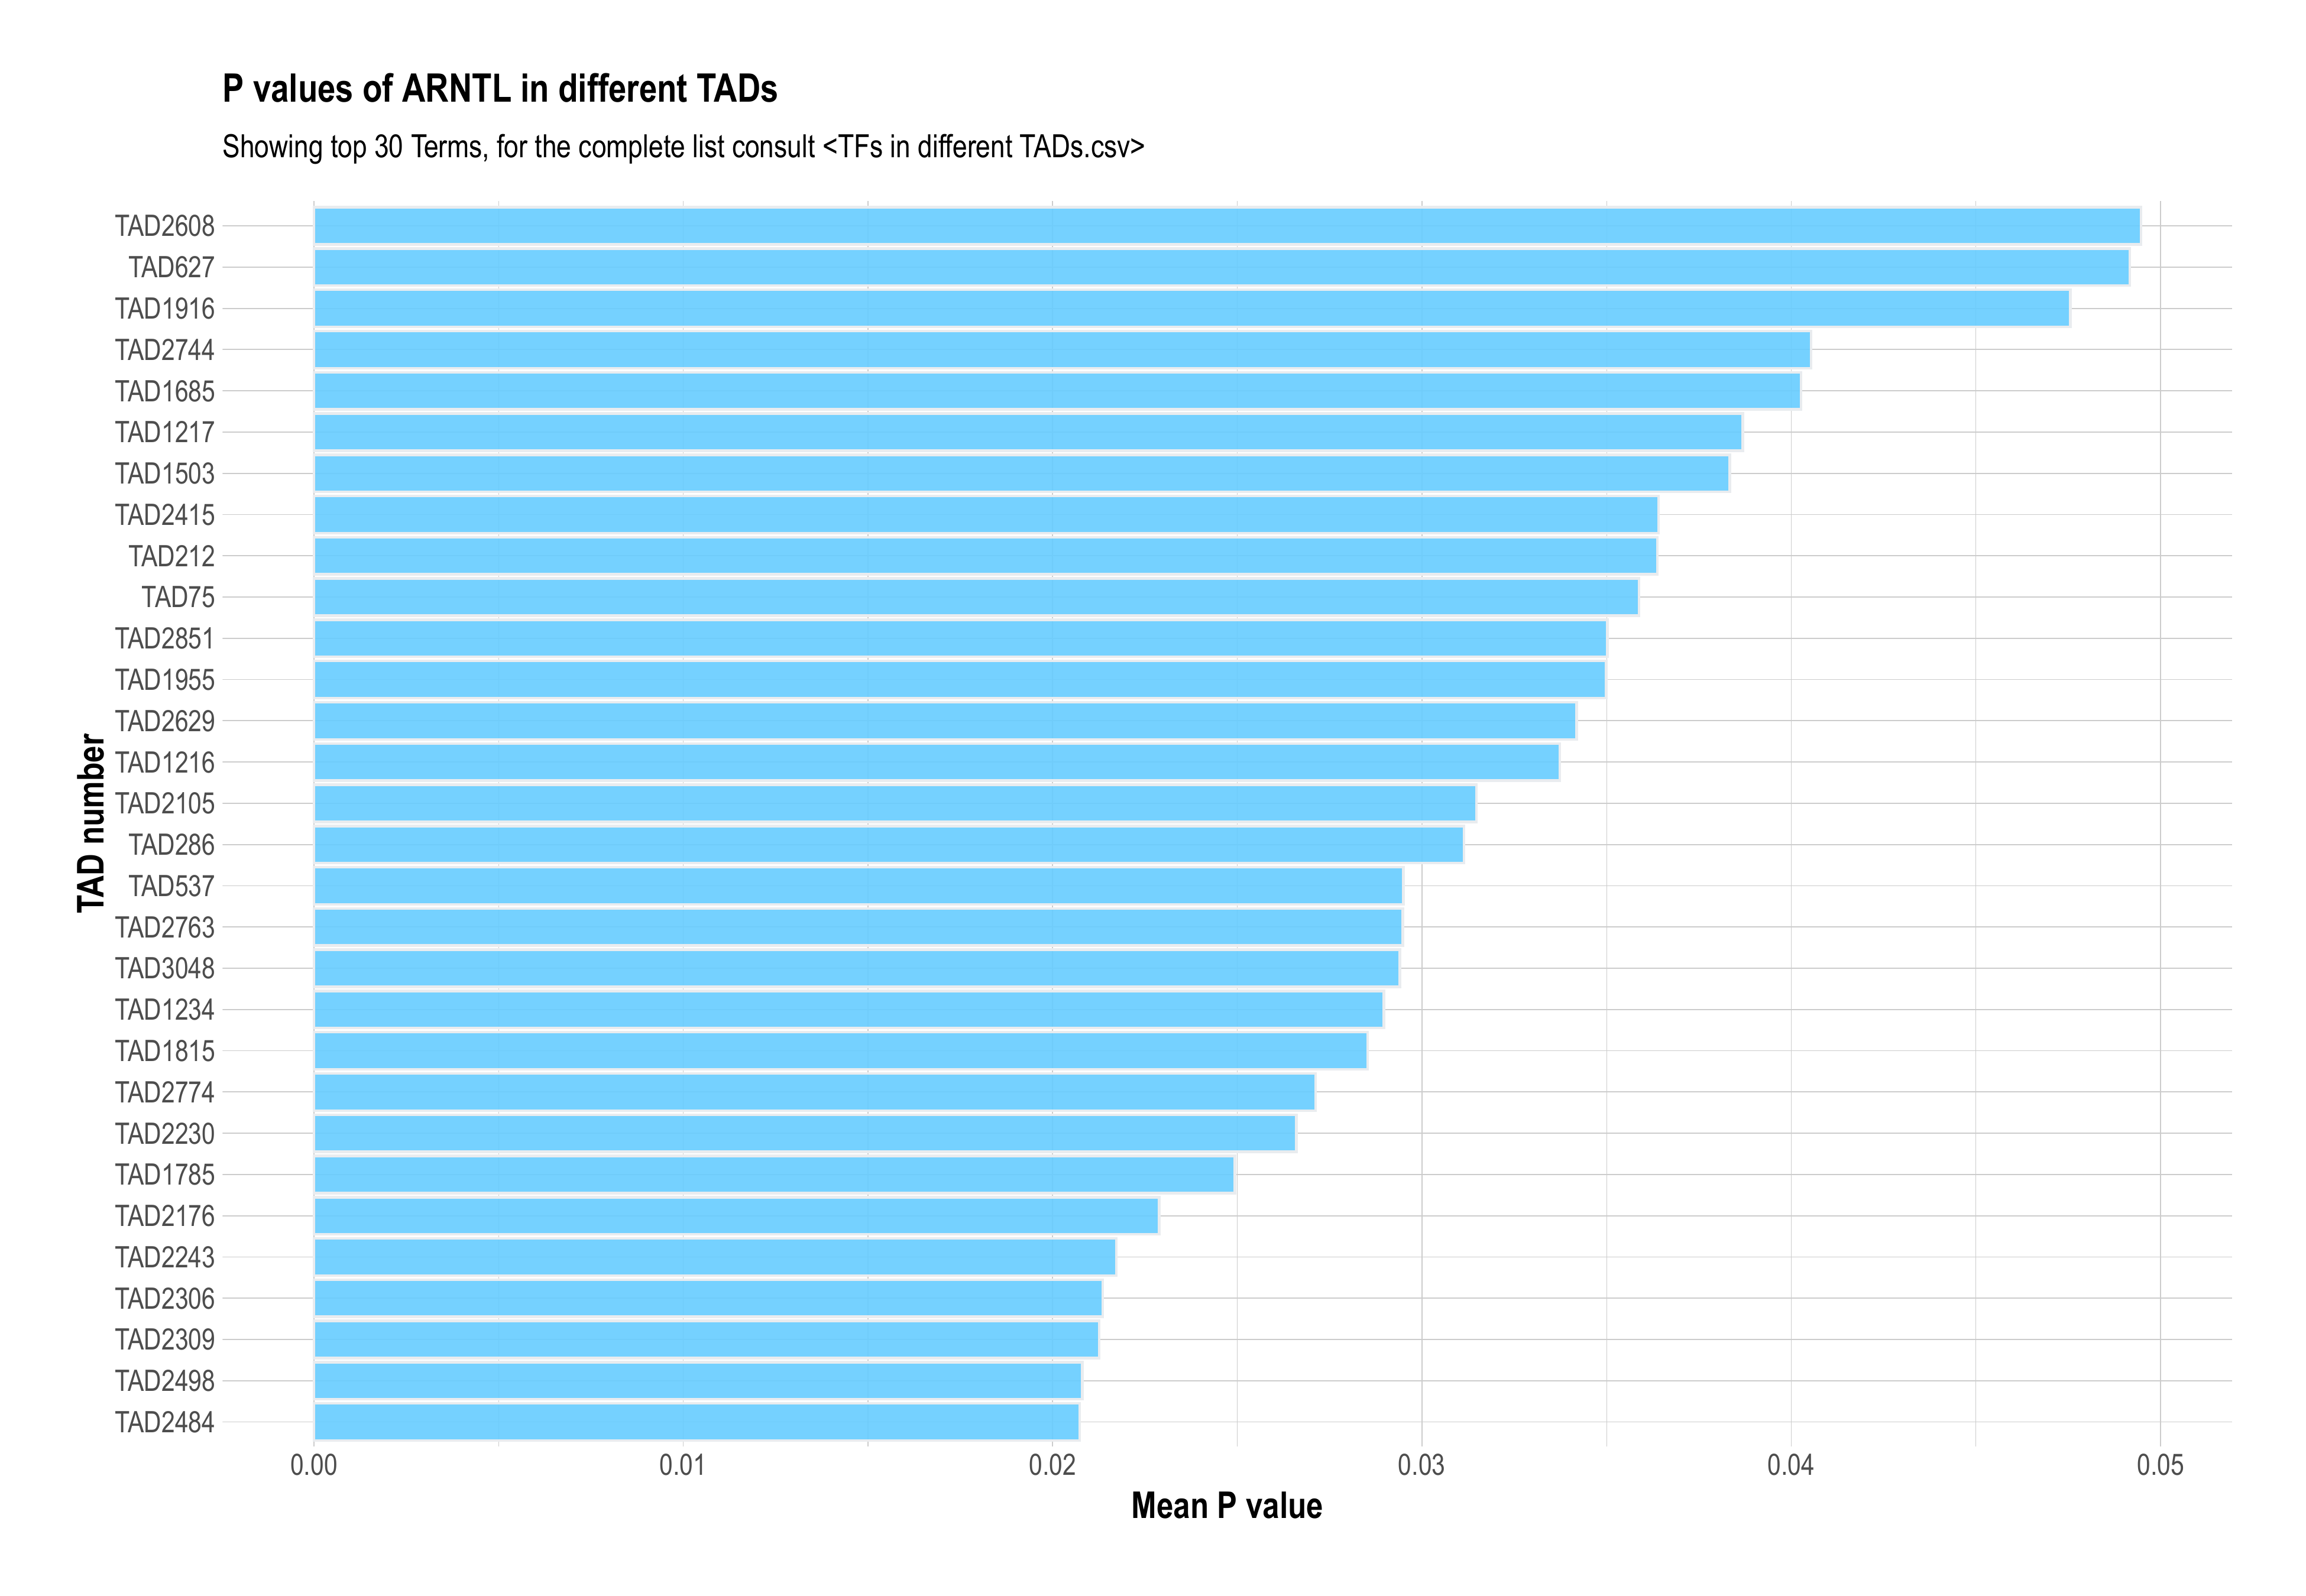 P values of ARNTL in different TADs
Showing top 30 Terms, for the complete list consult <TFs in different TADs.csv>
TAD number
TAD2608
TAD627
TAD1916
TAD2744
TAD1685
TAD1217
TAD1503
TAD2415
TAD212
TAD75
TAD2851
TAD1955
TAD2629
TAD1216
TAD2105
TAD286
TAD537
TAD2763
TAD3048
TAD1234
TAD1815
TAD2774
TAD2230
TAD1785
TAD2176
TAD2243
TAD2306
TAD2309
TAD2498
TAD2484
0.00 0.01 0.02 0.03 0.04 0.05
Mean P value